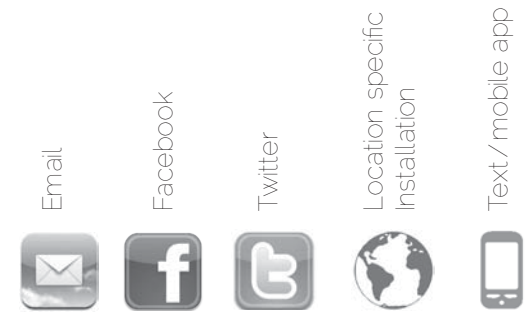 Email
Facebook
Twitter
Location specific
Installation
Text/mobile app
f
t